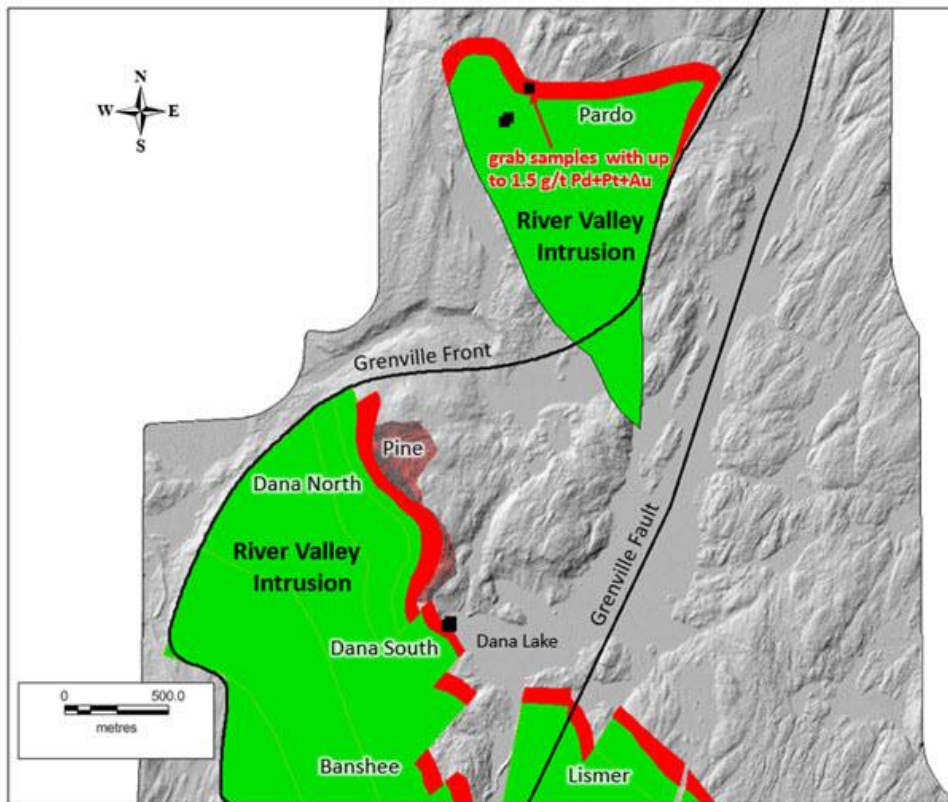 N
W E
S
Pardo
grab samples with up
to 1.5 g/t Pd+Pt+Au
River Valley
Intrusion
Grenville Front
Pine
Dana North
River Valley
Intrusion
Grenville Fault
Dana Lake
Dana South
0 500.0
metres
Banshee
Lismer